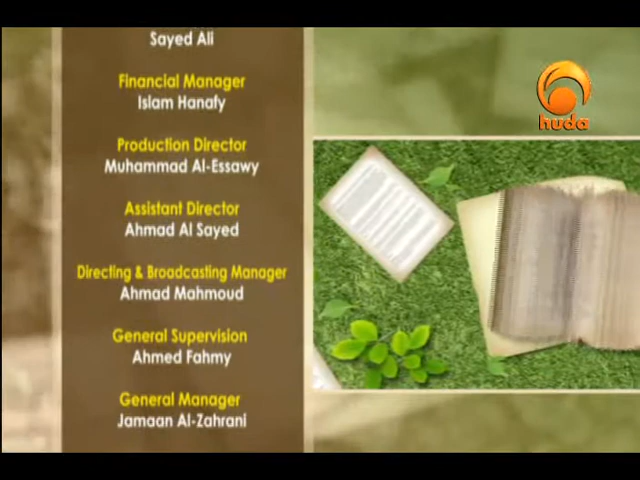 Sayed Ali
Financial Manager
Islam Hanafy
Production Director
Muhammad Al-Essawy
Assistant Director
Ahmad Al Sayed
Directing & Broadcasting Manager
Ahmad Mahmoud
General Supervision
Ahmed Fahmy
General Manager
Jamaan Al-Zahrani
huda